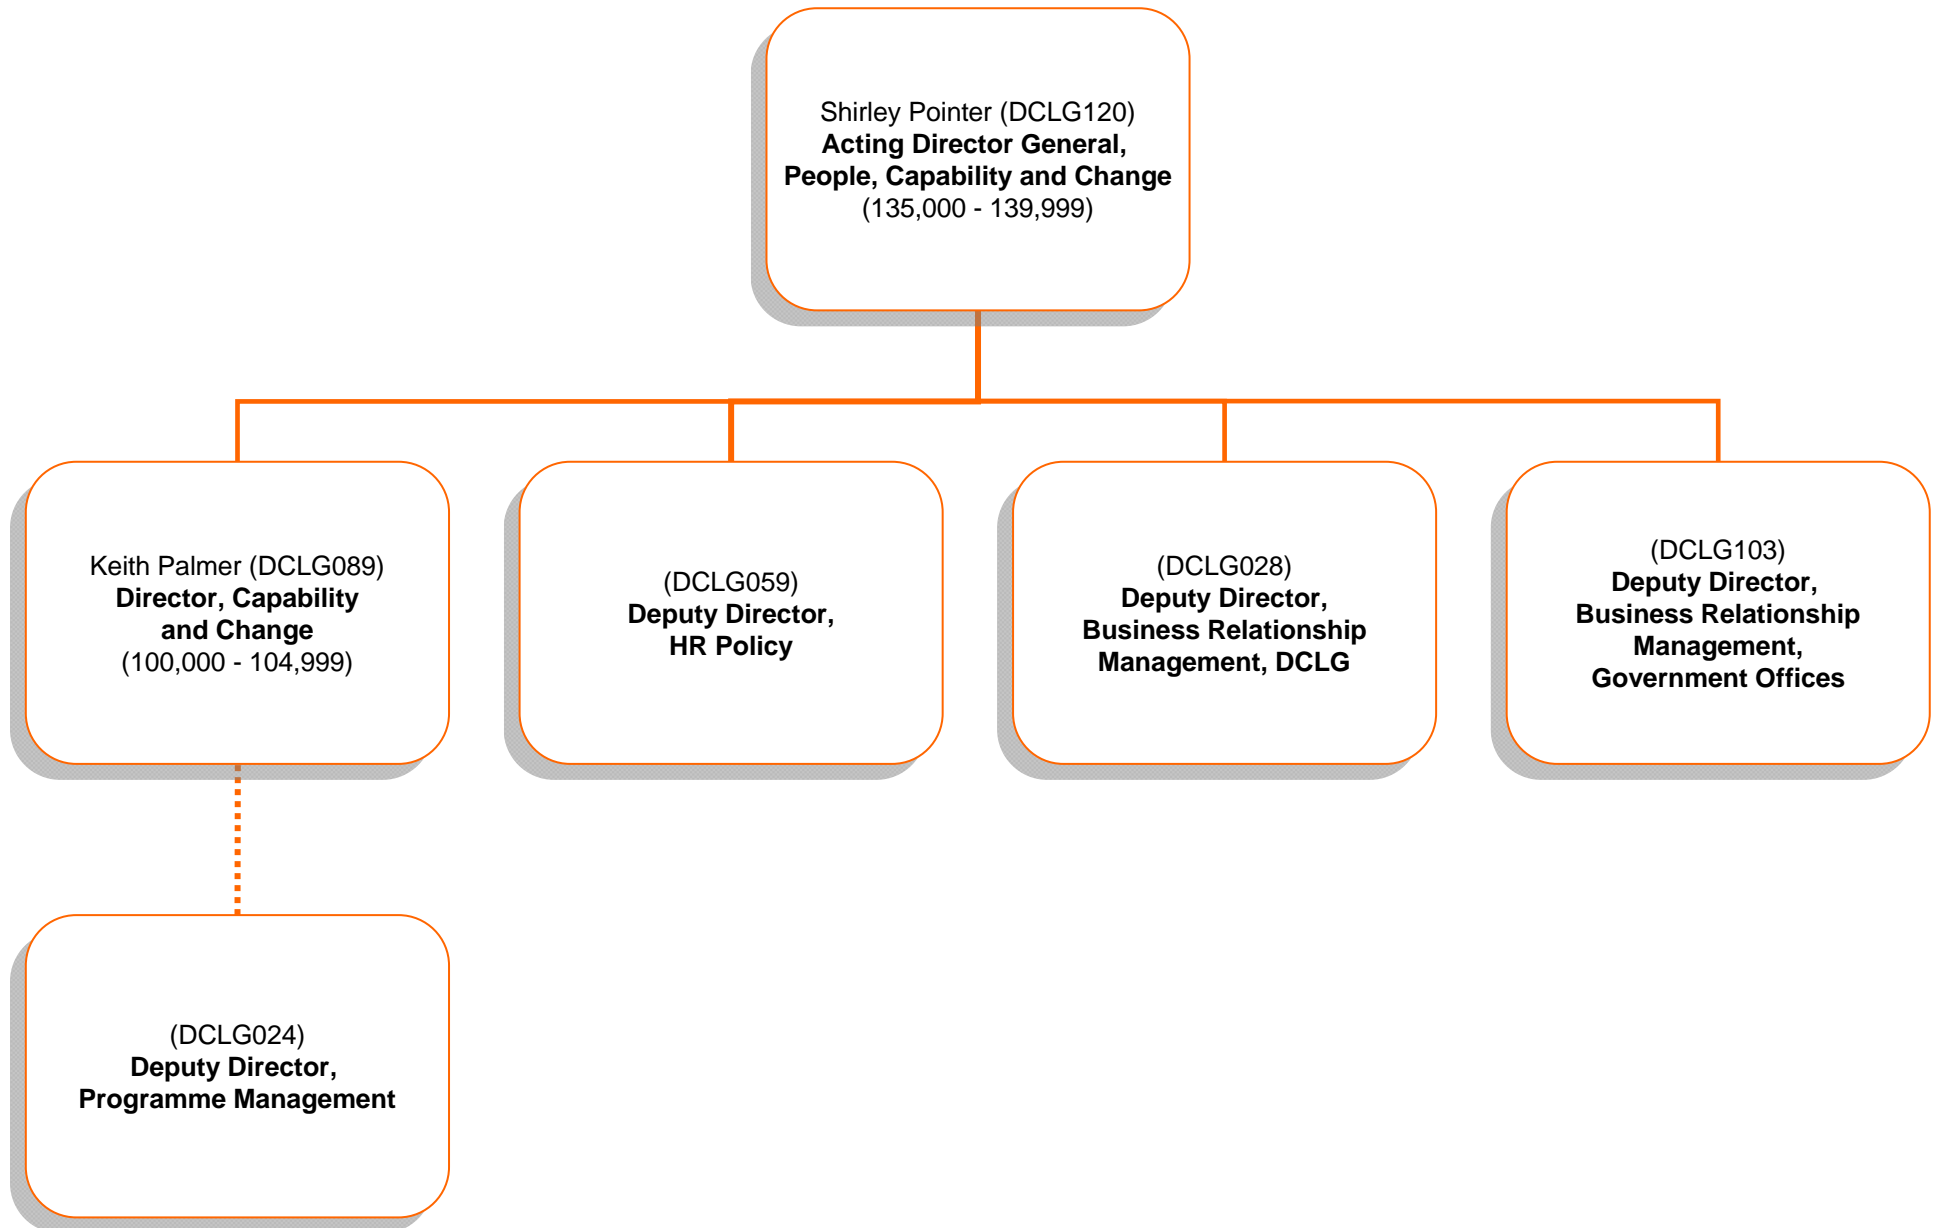 Shirley Pointer (DCLG120)
Acting Director General,
People, Capability and Change
(135,000 - 139,999)
Keith Palmer (DCLG089)
Director, Capability
and Change
(100,000 - 104,999)
(DCLG059)
Deputy Director,
HR Policy
(DCLG028)
Deputy Director,
Business Relationship
Management, DCLG
(DCLG103)
Deputy Director,
Business Relationship
Management,
Government Offices
(DCLG024)
Deputy Director,
Programme Management